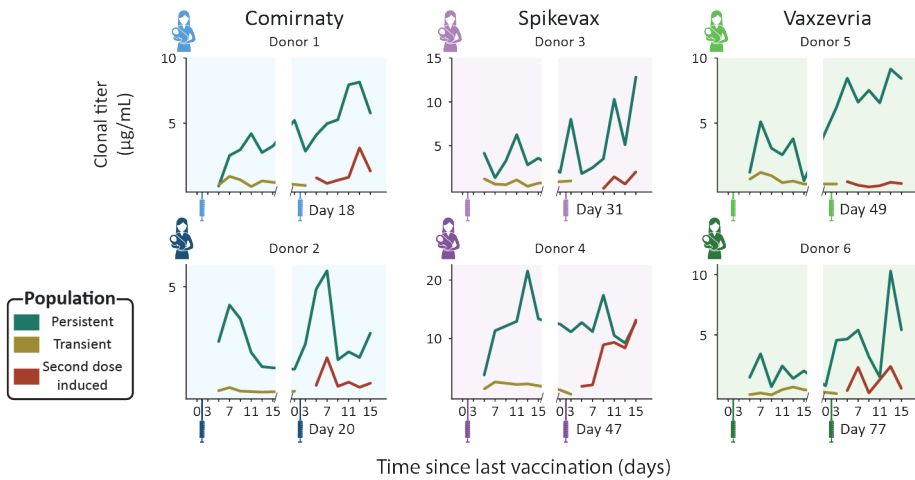 Comirnaty
Spikevax
Vaxzevria
Donor 1
Donor 3
Donor 5
Clonal titer
(µg/mL)
10
5
15
10
5
10
5
Day 18
Day 31
Day 49
Donor 2
Donor 4
Donor 6
5
20
10
10
5
Population
Persistent
Transient
Second dose
induced
0 3 7 11 15 0 3 7 11 15
0 3 7 11 15 0 3 7 11 15
0 3 7 11 15 0 3 7 11 15
Day 20
Day 47
Day 77
Time since last vaccination (days)